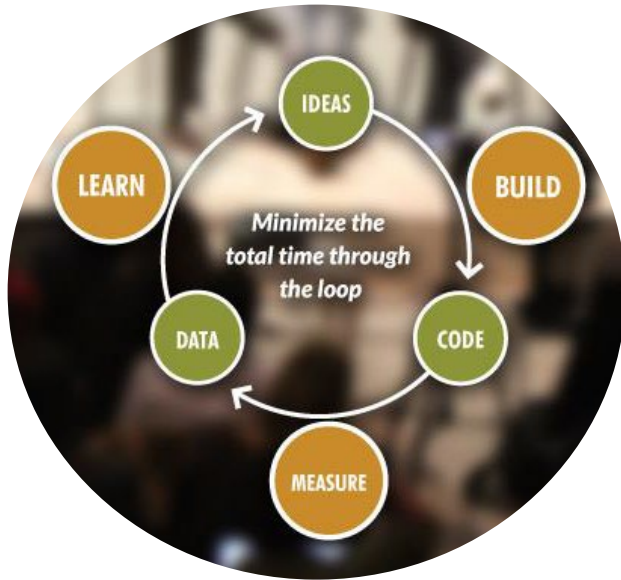 IDEAS
LEARN
BUILD
Minimize the
total time through
the loop
DATA
CODE
MEASURE